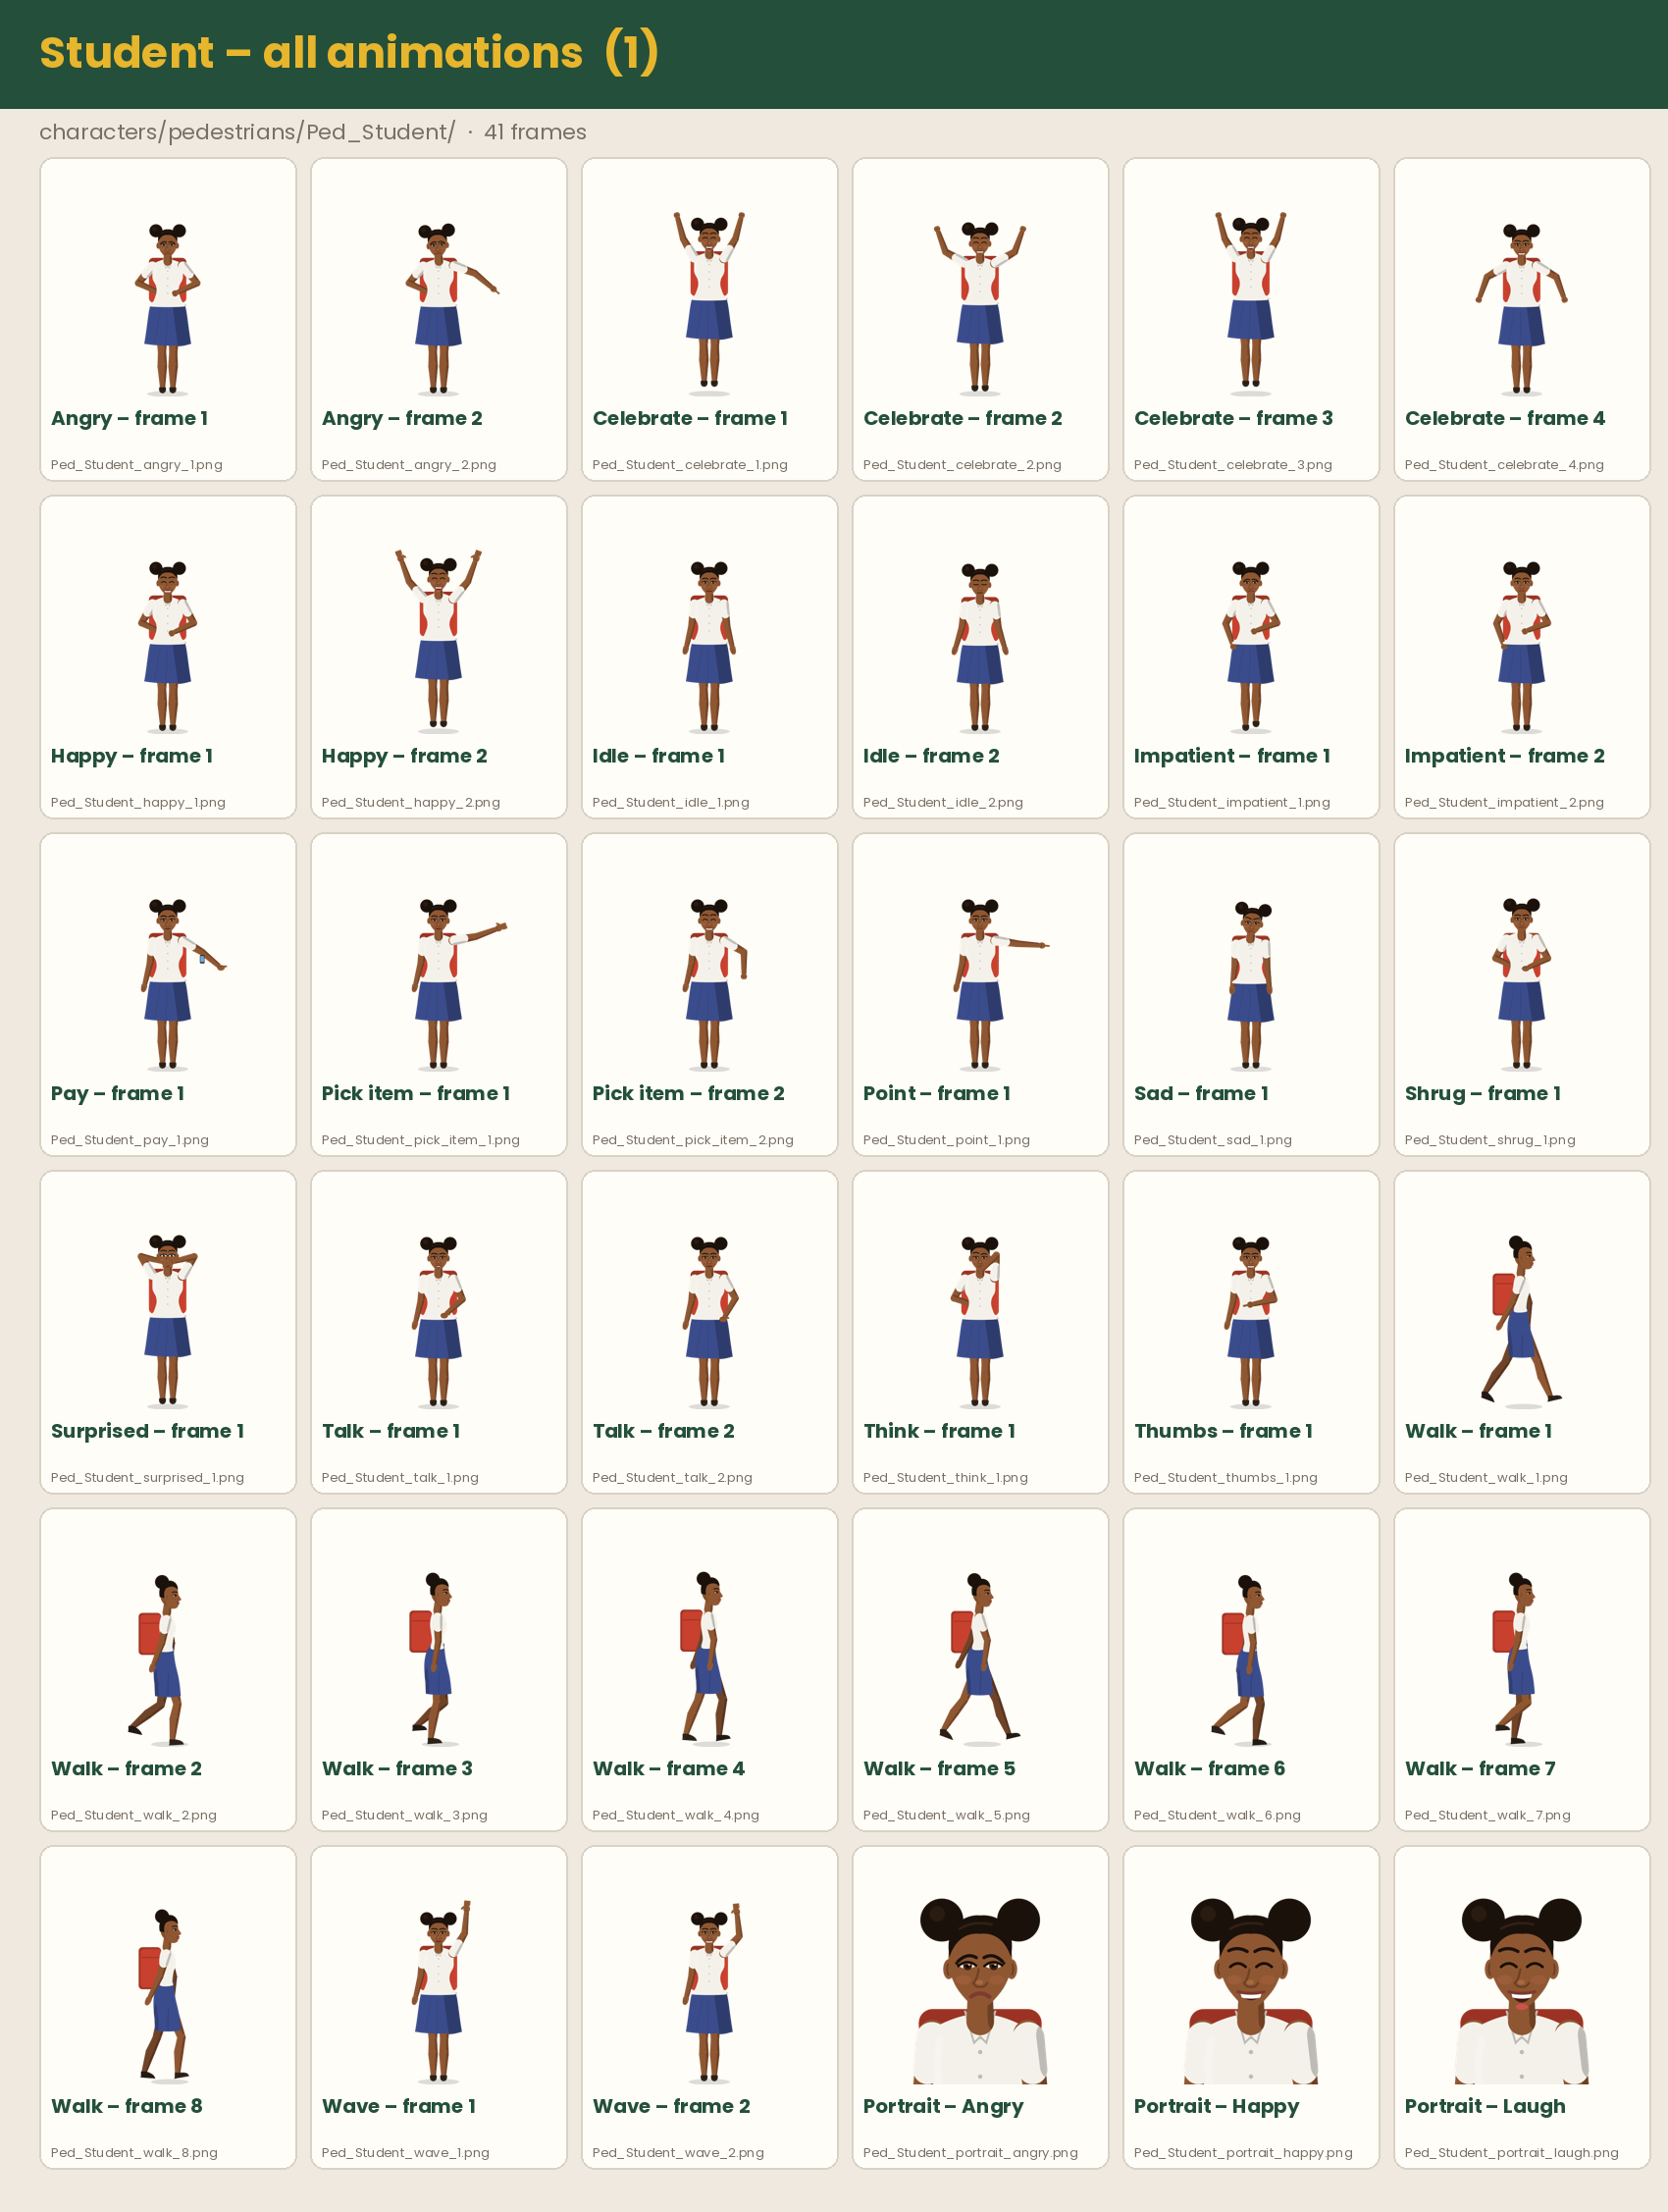 Student – all animations (1)
characters/pedestrians/Ped_Student/ · 41 frames
Angry – frame 1
Angry – frame 2
Celebrate – frame 1
Celebrate – frame 2
Celebrate – frame 3
Celebrate – frame 4
Ped_Student_angry_1.png
Ped_Student_angry_2.png
Ped_Student_celebrate_1.png
Ped_Student_celebrate_2.png
Ped_Student_celebrate_3.png
Ped_Student_celebrate_4.png
Happy – frame 1
Happy – frame 2
Idle – frame 1
Idle – frame 2
Impatient – frame 1
Impatient – frame 2
Ped_Student_happy_1.png
Ped_Student_happy_2.png
Ped_Student_idle_1.png
Ped_Student_idle_2.png
Ped_Student_impatient_1.png
Ped_Student_impatient_2.png
Pay – frame 1
Pick item – frame 1
Pick item – frame 2
Point – frame 1
Sad – frame 1
Shrug – frame 1
Ped_Student_pay_1.png
Ped_Student_pick_item_1.png
Ped_Student_pick_item_2.png
Ped_Student_point_1.png
Ped_Student_sad_1.png
Ped_Student_shrug_1.png
Surprised – frame 1
Talk – frame 1
Talk – frame 2
Think – frame 1
Thumbs – frame 1
Walk – frame 1
Ped_Student_surprised_1.png
Ped_Student_talk_1.png
Ped_Student_talk_2.png
Ped_Student_think_1.png
Ped_Student_thumbs_1.png
Ped_Student_walk_1.png
Walk – frame 2
Walk – frame 3
Walk – frame 4
Walk – frame 5
Walk – frame 6
Walk – frame 7
Ped_Student_walk_2.png
Ped_Student_walk_3.png
Ped_Student_walk_4.png
Ped_Student_walk_5.png
Ped_Student_walk_6.png
Ped_Student_walk_7.png
Walk – frame 8
Wave – frame 1
Wave – frame 2
Portrait – Angry
Portrait – Happy
Portrait – Laugh
Ped_Student_walk_8.png
Ped_Student_wave_1.png
Ped_Student_wave_2.png
Ped_Student_portrait_angry.png
Ped_Student_portrait_happy.png
Ped_Student_portrait_laugh.png